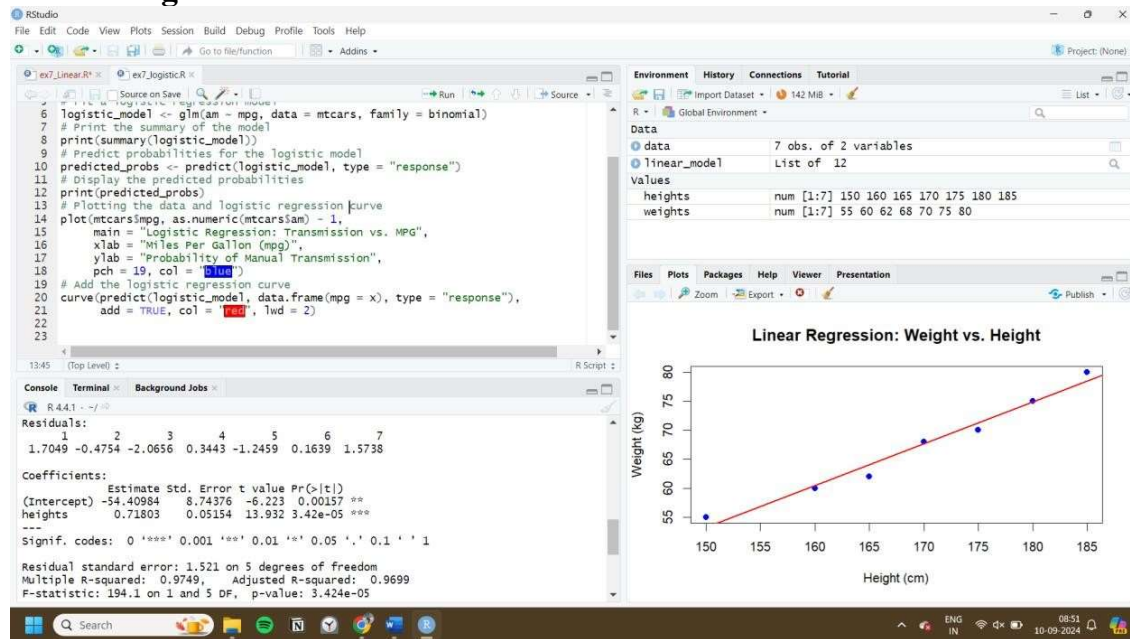 RStudio
File Edit Code View Plots Session Build Debug Profile Tools Help
Go to file/function Addins
Project: (None)
ex7_Linear.R* ex7_logistic.R
Source on Save Run Source
6 logistic_model <- glm(am ~ mpg, data = mtcars, family = binomial)
7 # Print the summary of the model
8 print(summary(logistic_model))
9 # Predict probabilities for the logistic model
10 predicted_probs <- predict(logistic_model, type = "response")
11 # Display the predicted probabilities
12 print(predicted_probs)
13 # Plotting the data and logistic regression curve
14 plot(mtcars$mpg, as.numeric(mtcars$am) - 1,
15 main = "Logistic Regression: Transmission vs. MPG",
16 xlab = "Miles Per Gallon (mpg)",
17 ylab = "Probability of Manual Transmission",
18 pch = 19, col = "blue")
19 # Add the logistic regression curve
20 curve(predict(logistic_model, data.frame(mpg = x), type = "response"),
21 add = TRUE, col = "red", lwd = 2)
22
23
13:45 (Top Level) R Script
Console Terminal Background Jobs
R 4.4.1 · ~/
Residuals:
1 2 3 4 5 6 7
1.7049 -0.4754 -2.0656 0.3443 -1.2459 0.1639 1.5738
Coefficients:
Estimate Std. Error t value Pr(>|t|)
(Intercept) -54.40984 8.74376 -6.223 0.00157 **
heights 0.71803 0.05154 13.932 3.42e-05 ***
---
Signif. codes: 0 '***' 0.001 '**' 0.01 '*' 0.05 '.' 0.1 ' ' 1
Residual standard error: 1.521 on 5 degrees of freedom
Multiple R-squared: 0.9749, Adjusted R-squared: 0.9699
F-statistic: 194.1 on 1 and 5 DF, p-value: 3.424e-05
Environment History Connections Tutorial
Import Dataset 142 MiB List
R Global Environment
Data
data 7 obs. of 2 variables
linear_model List of 12
Values
heights num [1:7] 150 160 165 170 175 180 185
weights num [1:7] 55 60 62 68 70 75 80
Files Plots Packages Help Viewer Presentation
Zoom Export Publish
Linear Regression: Weight vs. Height
Weight (kg)
80
75
70
65
60
55
150 155 160 165 170 175 180 185
Height (cm)
Search
ENG
IN
08:51
10-09-2024